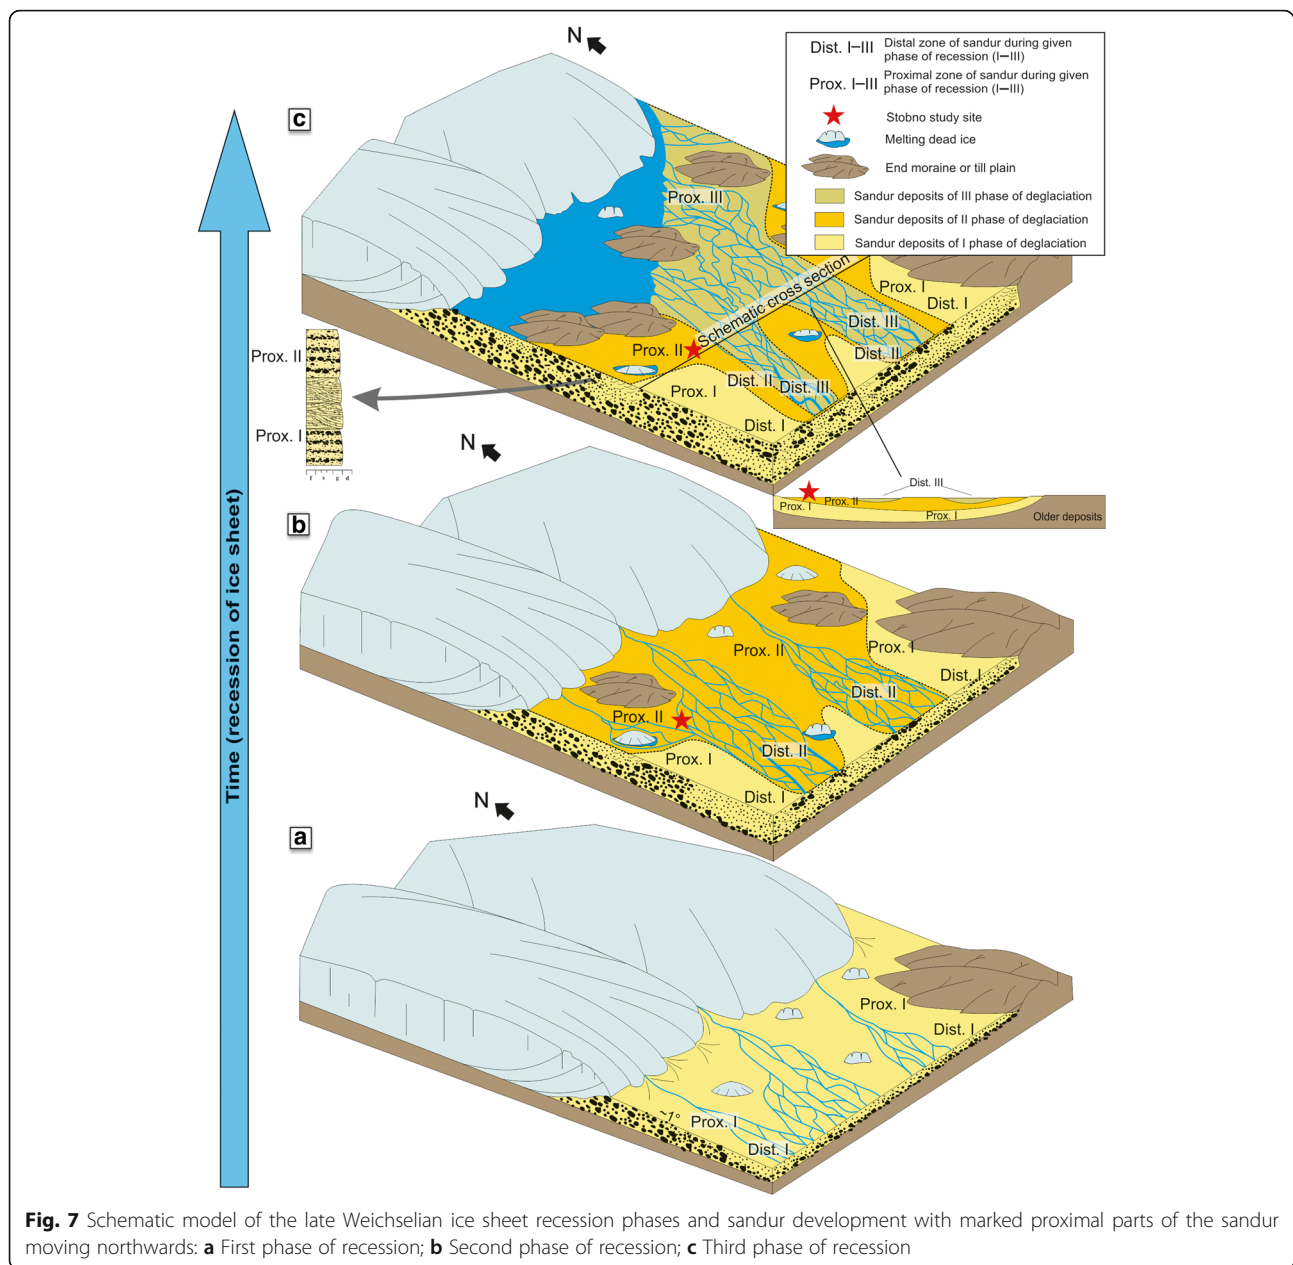 N
Dist. I–III Distal zone of sandur during given
phase of recession (I–III)
Prox. I–III Proximal zone of sandur during given
phase of recession (I–III)
Stobno study site
Melting dead ice
End moraine or till plain
Sandur deposits of III phase of deglaciation
Sandur deposits of II phase of deglaciation
Sandur deposits of I phase of deglaciation
c
Prox. III
Schematic cross section
Prox. I
Dist. I
Dist. III
Dist. II
Prox. II
Dist. II
Dist. III
Prox. I
Dist. I
Prox. II
Prox. I
f s g d
Dist. III
Prox. II
Prox. I
Prox. I
Older deposits
Time (recession of ice sheet)
N
b
Prox. I
Prox. II
Dist. I
Dist. II
Prox. II
Dist. II
Prox. I
Dist. I
N
a
Prox. I
Dist. I
~1°
Prox. I
Dist. I
Fig. 7 Schematic model of the late Weichselian ice sheet recession phases and sandur development with marked proximal parts of the sandur
moving northwards: a First phase of recession; b Second phase of recession; c Third phase of recession